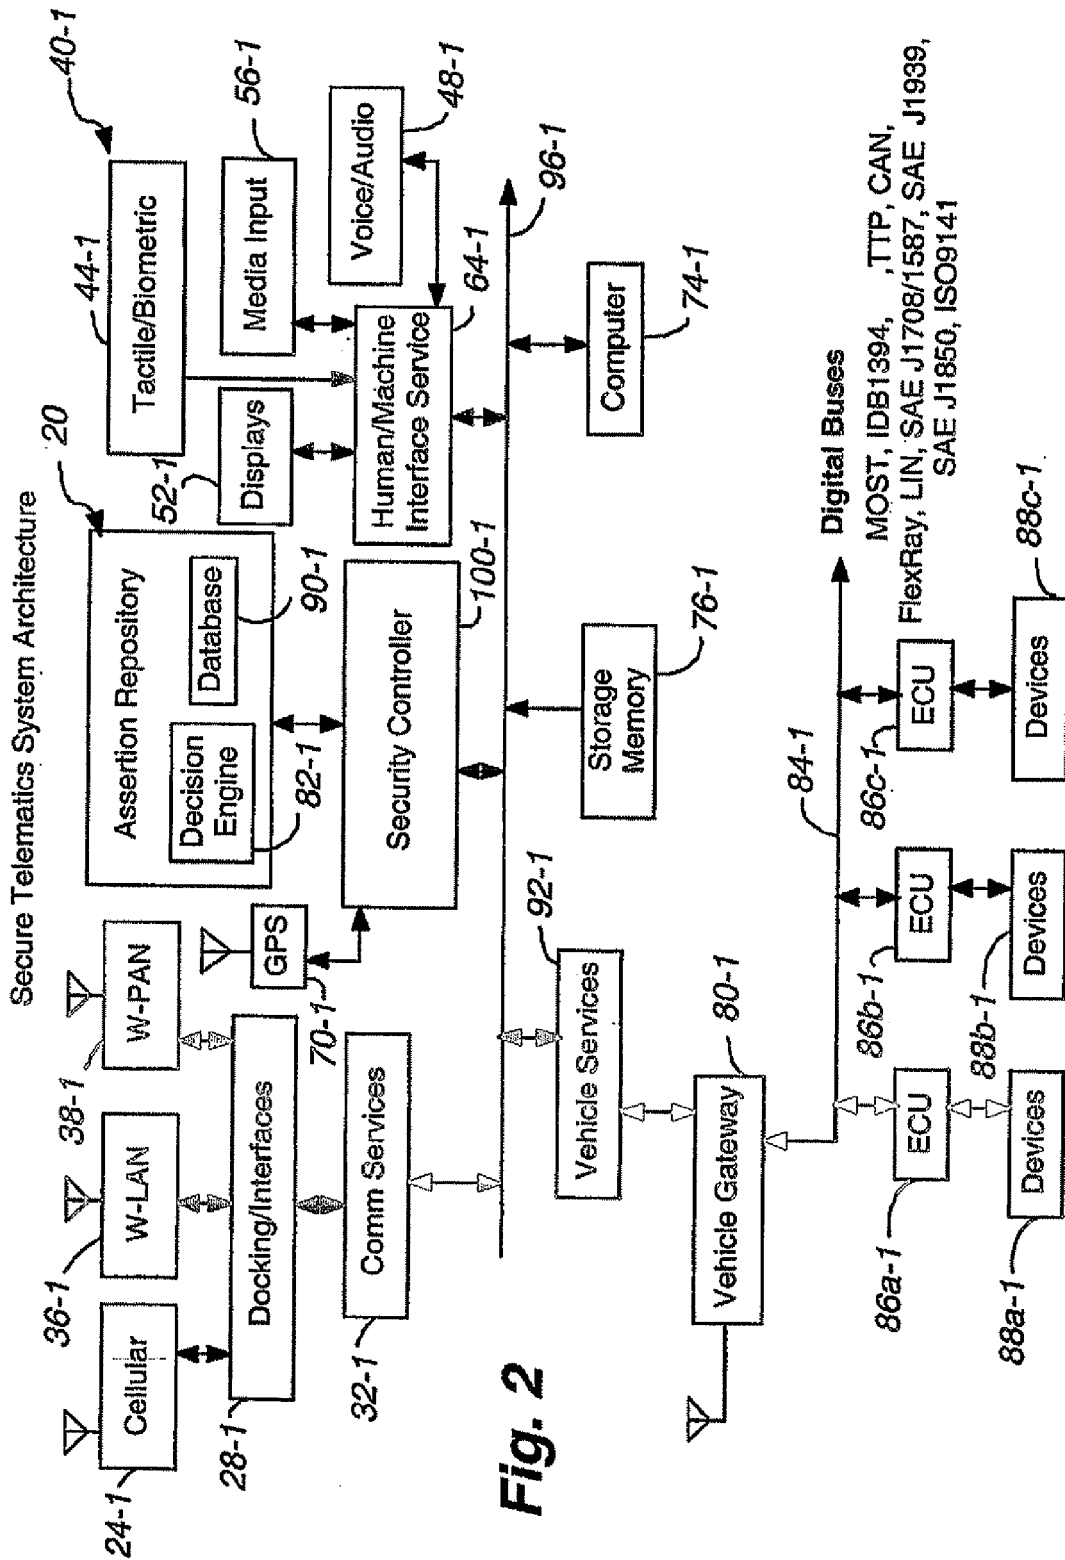 Secure Telematics System Architecture
24-1
Cellular
36-1
W-LAN
38-1
W-PAN
Assertion Repository
20
Decision
Engine
82-1
Database
90-1
44-1
Tactile/Biometric
40-1
28-1
Docking/Interfaces
70-1
GPS
52-1
Displays
Media Input
56-1
32-1
Comm Services
Security Controller
100-1
Human/Machine
Interface Service
64-1
Voice/Audio
48-1
96-1
Vehicle Services
92-1
Storage
Memory
76-1
Computer
74-1
Fig. 2
Vehicle Gateway
80-1
84-1
Digital Buses
MOST, IDB1394, ,TTP, CAN,
FlexRay, LIN, SAE J1708/1587, SAE J1939,
SAE J1850, ISO9141
86a-1
ECU
86b-1
ECU
86c-1
ECU
88a-1
Devices
88b-1
Devices
88c-1
Devices